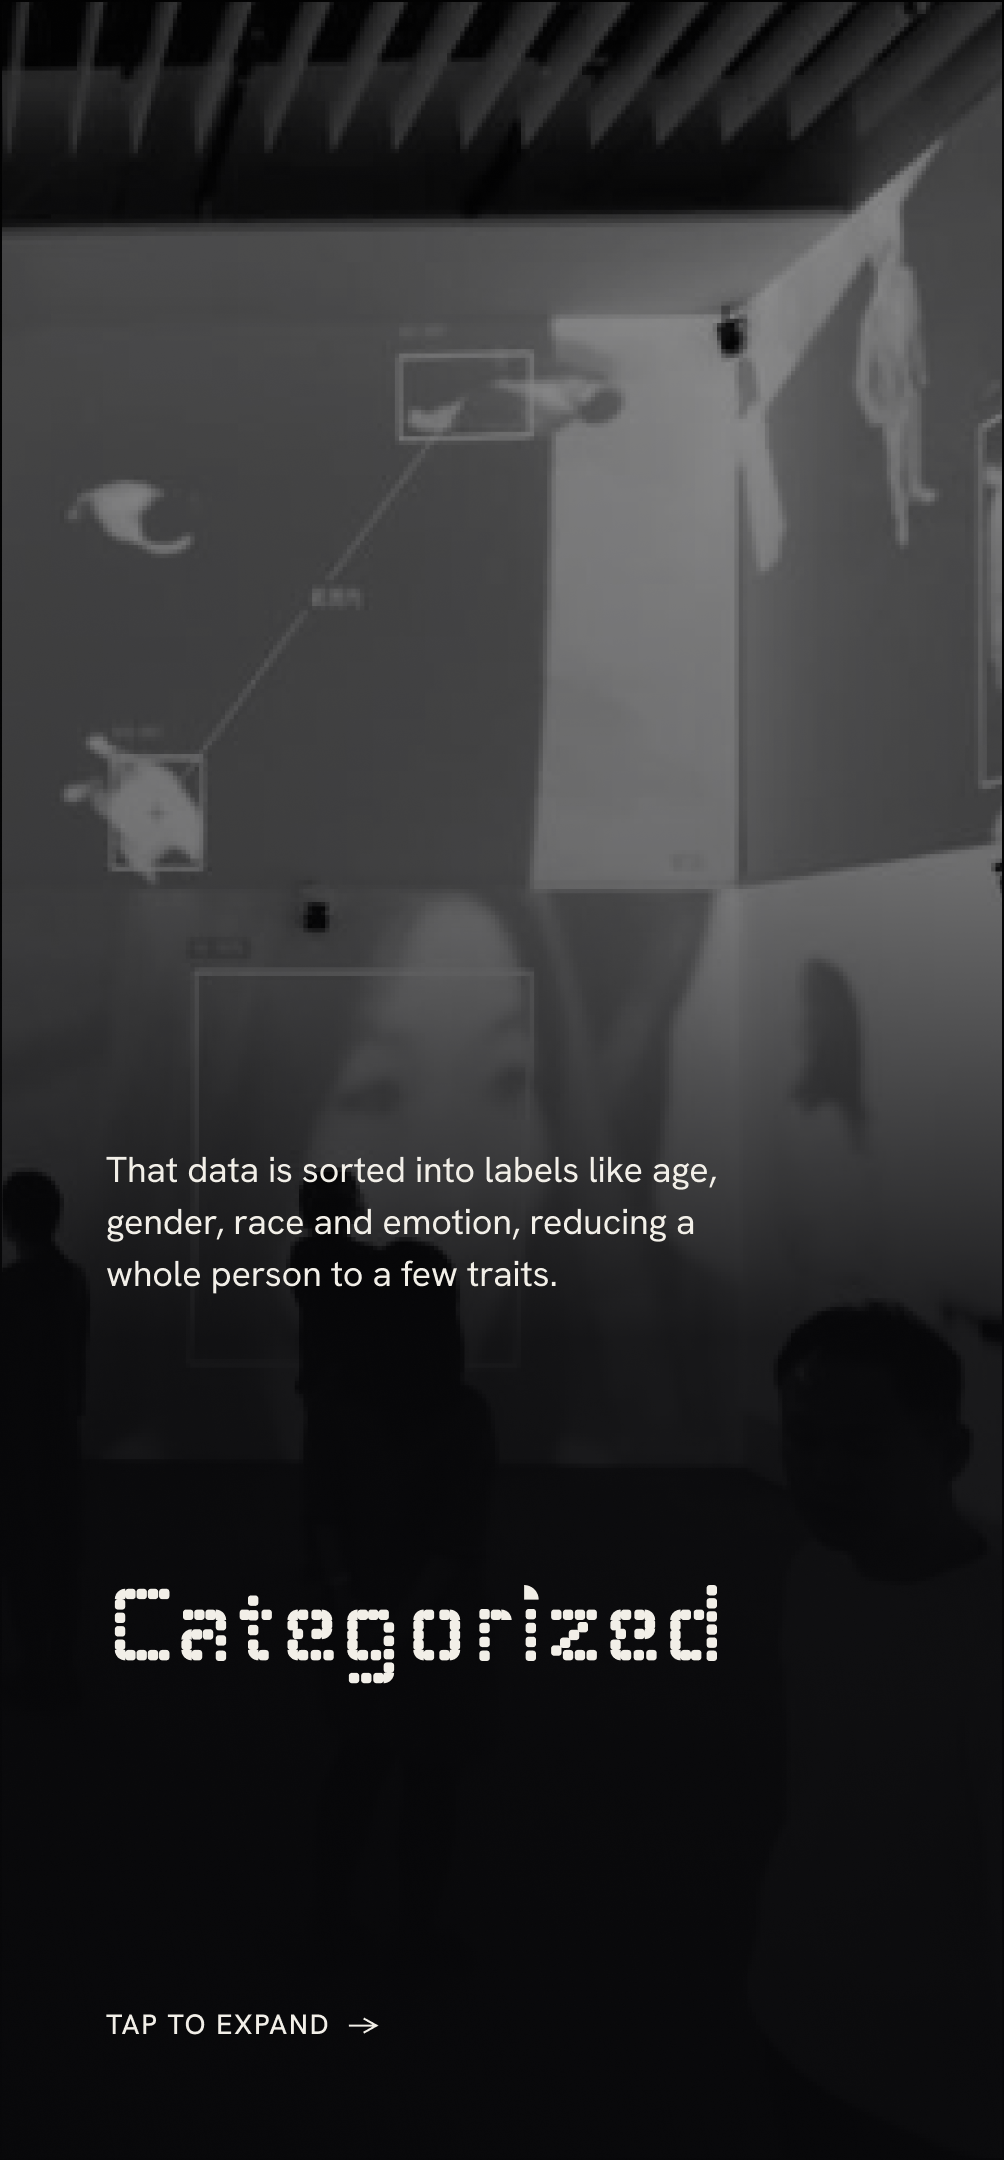 That data is sorted into labels like age,
gender, race and emotion, reducing a
whole person to a few traits.
Categorized
TAP TO EXPAND →